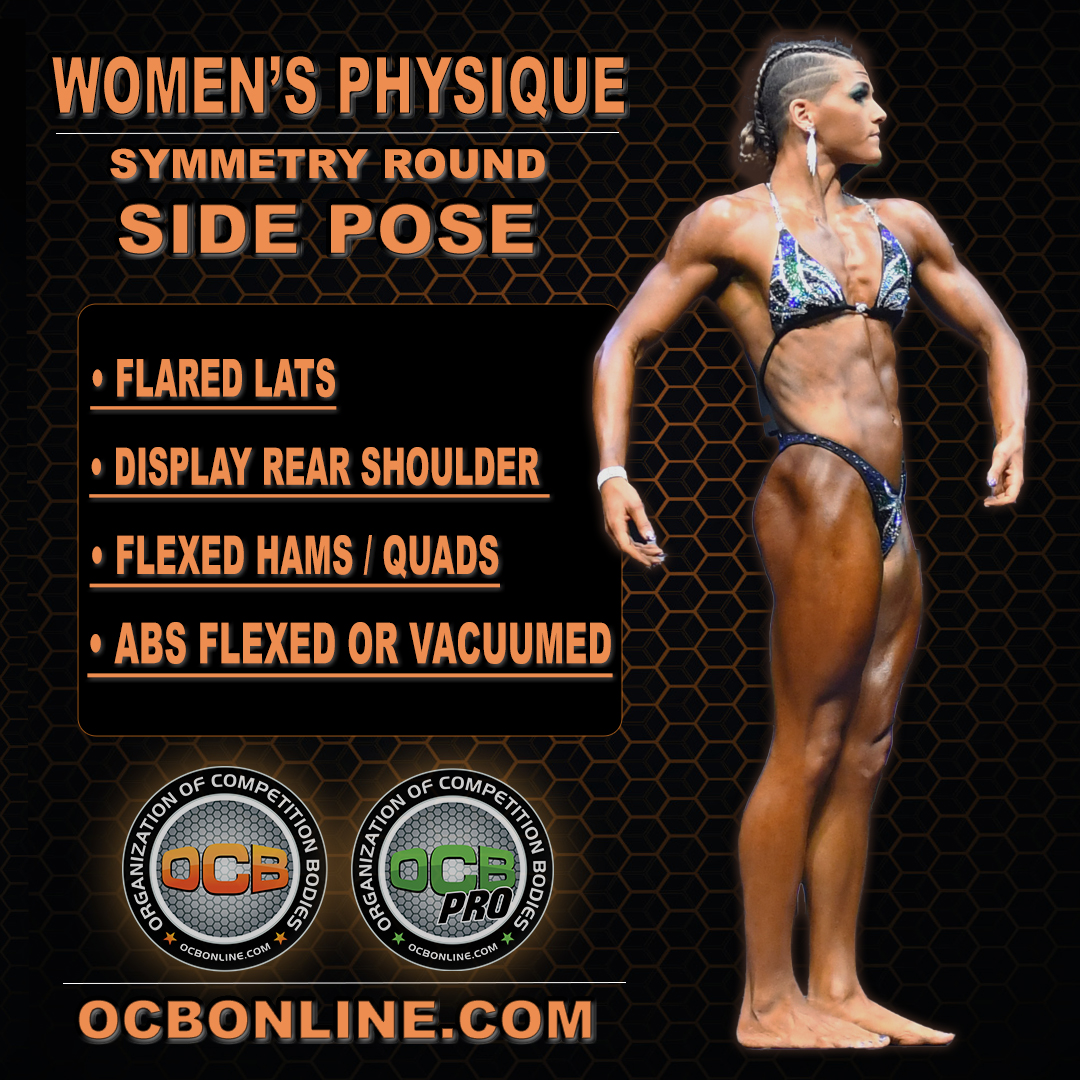 WOMEN'S PHYSIQUE
SYMMETRY ROUND
SIDE POSE
• FLARED LATS
• DISPLAY REAR SHOULDER
• FLEXED HAMS / QUADS
• ABS FLEXED OR VACUUMED
ORGANIZATION OF COMPETITION BODIES
OCB
OCBONLINE.COM
ORGANIZATION OF COMPETITION BODIES
OCB
PRO
OCBONLINE.COM
OCBONLINE.COM